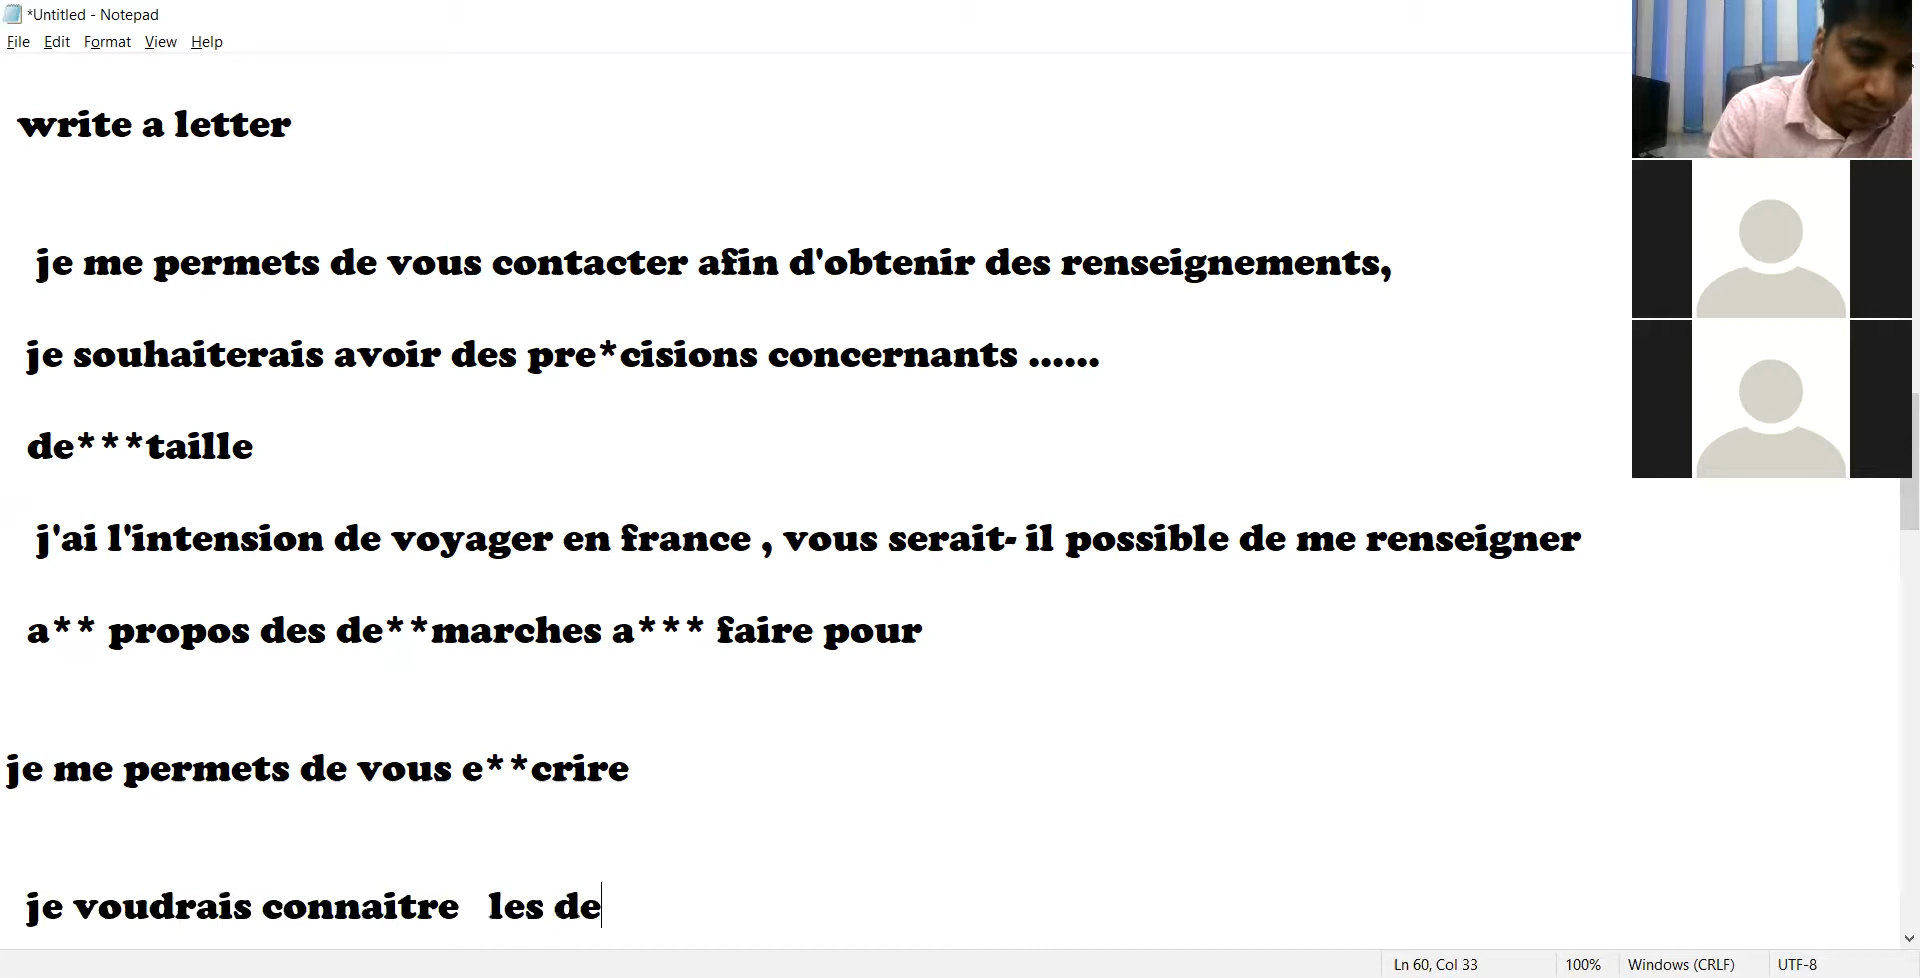 *Untitled - Notepad
File Edit Format View Help
write a letter
je me permets de vous contacter afin d'obtenir des renseignements,
je souhaiterais avoir des pre*cisions concernants ......
de***taille
j'ai l'intension de voyager en france , vous serait- il possible de me renseigner
a** propos des de**marches a*** faire pour
je me permets de vous e**crire
je voudrais connaitre les de
Ln 60, Col 33 100% Windows (CRLF) UTF-8